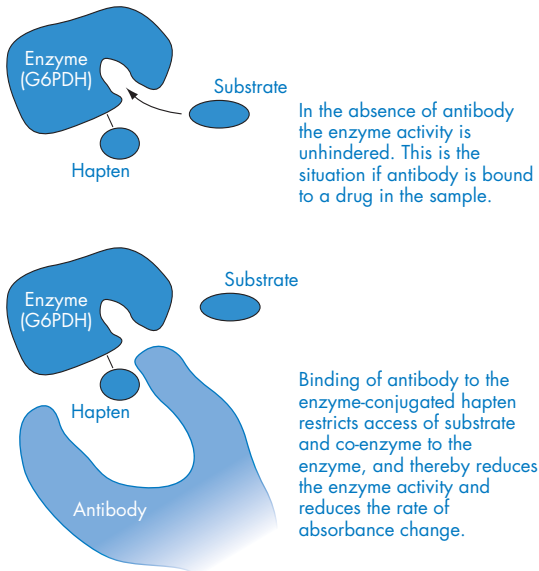 Enzyme
(G6PDH)
Substrate
Hapten
In the absence of antibody
the enzyme activity is
unhindered. This is the
situation if antibody is bound
to a drug in the sample.
Enzyme
(G6PDH)
Substrate
Hapten
Antibody
Binding of antibody to the
enzyme-conjugated hapten
restricts access of substrate
and co-enzyme to the
enzyme, and thereby reduces
the enzyme activity and
reduces the rate of
absorbance change.